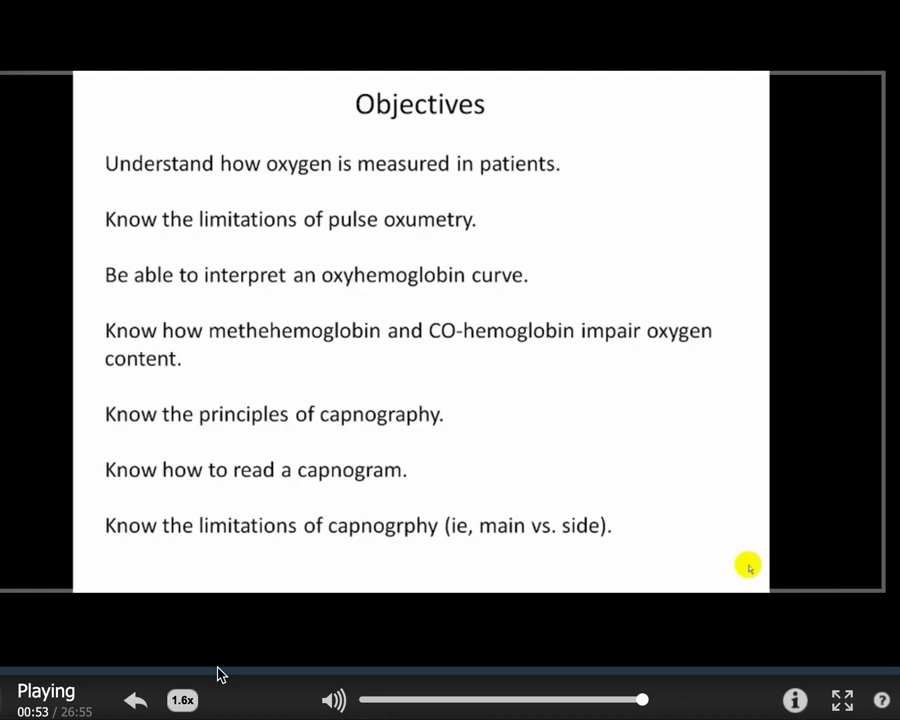 Objectives
Understand how oxygen is measured in patients.
Know the limitations of pulse oxumetry.
Be able to interpret an oxyhemoglobin curve.
Know how methehemoglobin and CO-hemoglobin impair oxygen
content.
Know the principles of capnography.
Know how to read a capnogram.
Know the limitations of capnogrphy (ie, main vs. side).
Playing
00:53 / 26:55
1.6x
i
?